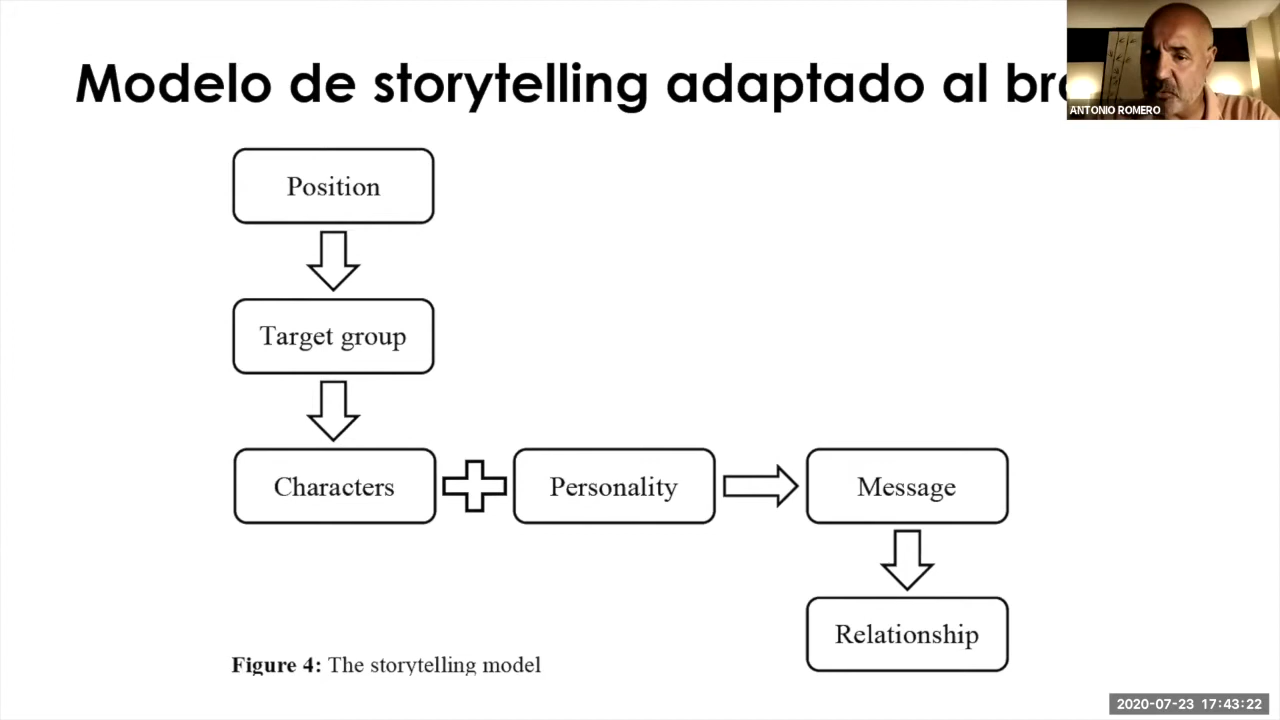 Modelo de storytelling adaptado al
ANTONIO ROMERO
Position
Target group
Characters
Personality
Message
Relationship
Figure 4: The storytelling model
2020-07-23 17:43:22